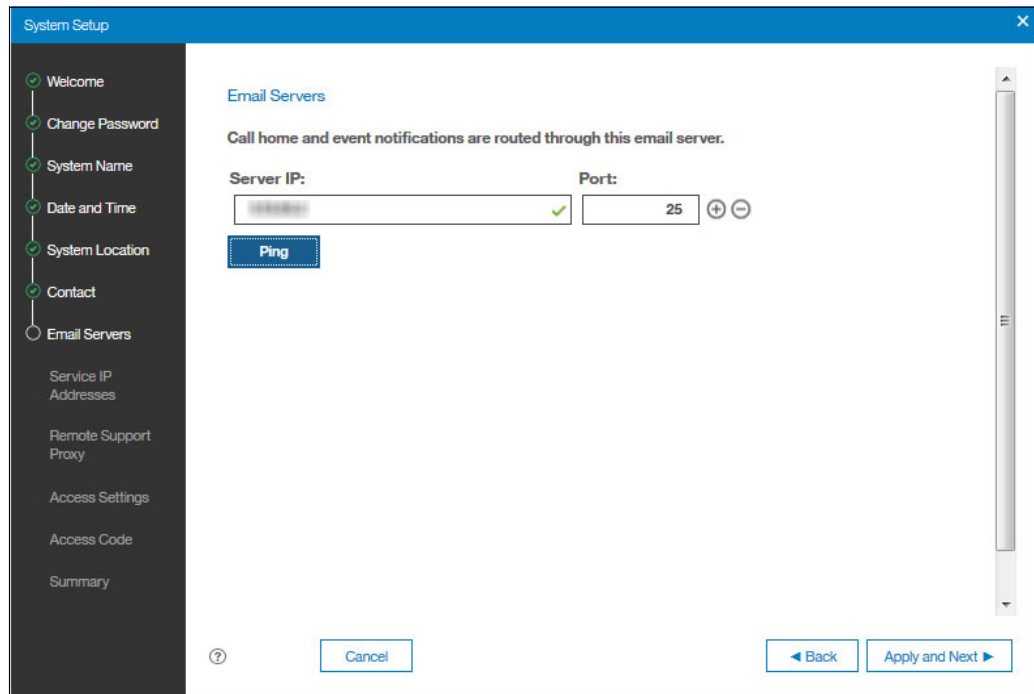 System Setup
Welcome
Change Password
System Name
Date and Time
System Location
Contact
Email Servers
Service IP
Addresses
Remote Support
Proxy
Access Settings
Access Code
Summary
Email Servers
Call home and event notifications are routed through this email server.
Server IP: Port:
25
Ping
Cancel
Back
Apply and Next